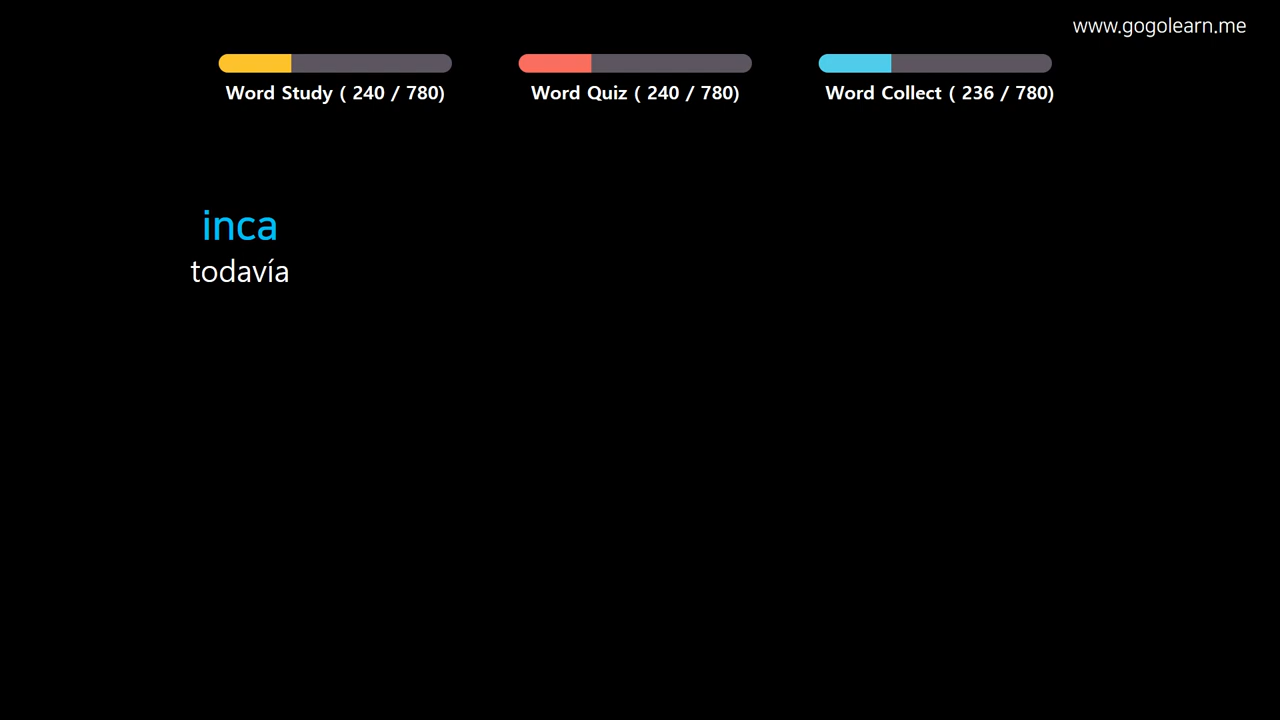 www.gogolearn.me
Word Study ( 240 / 780)
Word Quiz ( 240 / 780)
Word Collect ( 236 / 780)
inca
todavía